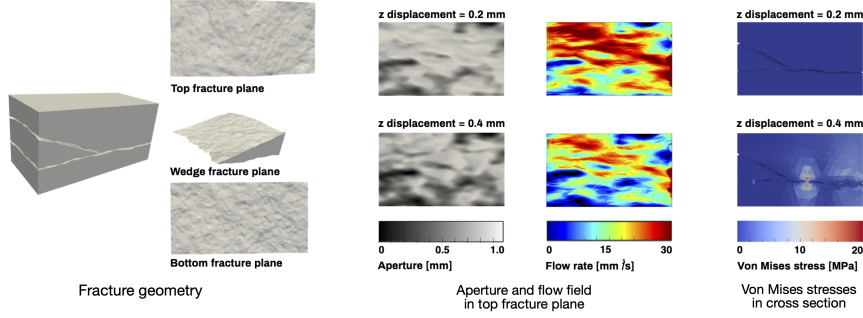 Top fracture plane
Wedge fracture plane
Bottom fracture plane
Fracture geometry
z displacement = 0.2 mm
z displacement = 0.4 mm
0 0.5 1.0
Aperture [mm]
0 15 30
Flow rate [mm³/s]
Aperture and flow field
in top fracture plane
z displacement = 0.2 mm
z displacement = 0.4 mm
0 10 20
Von Mises stress [MPa]
Von Mises stresses
in cross section